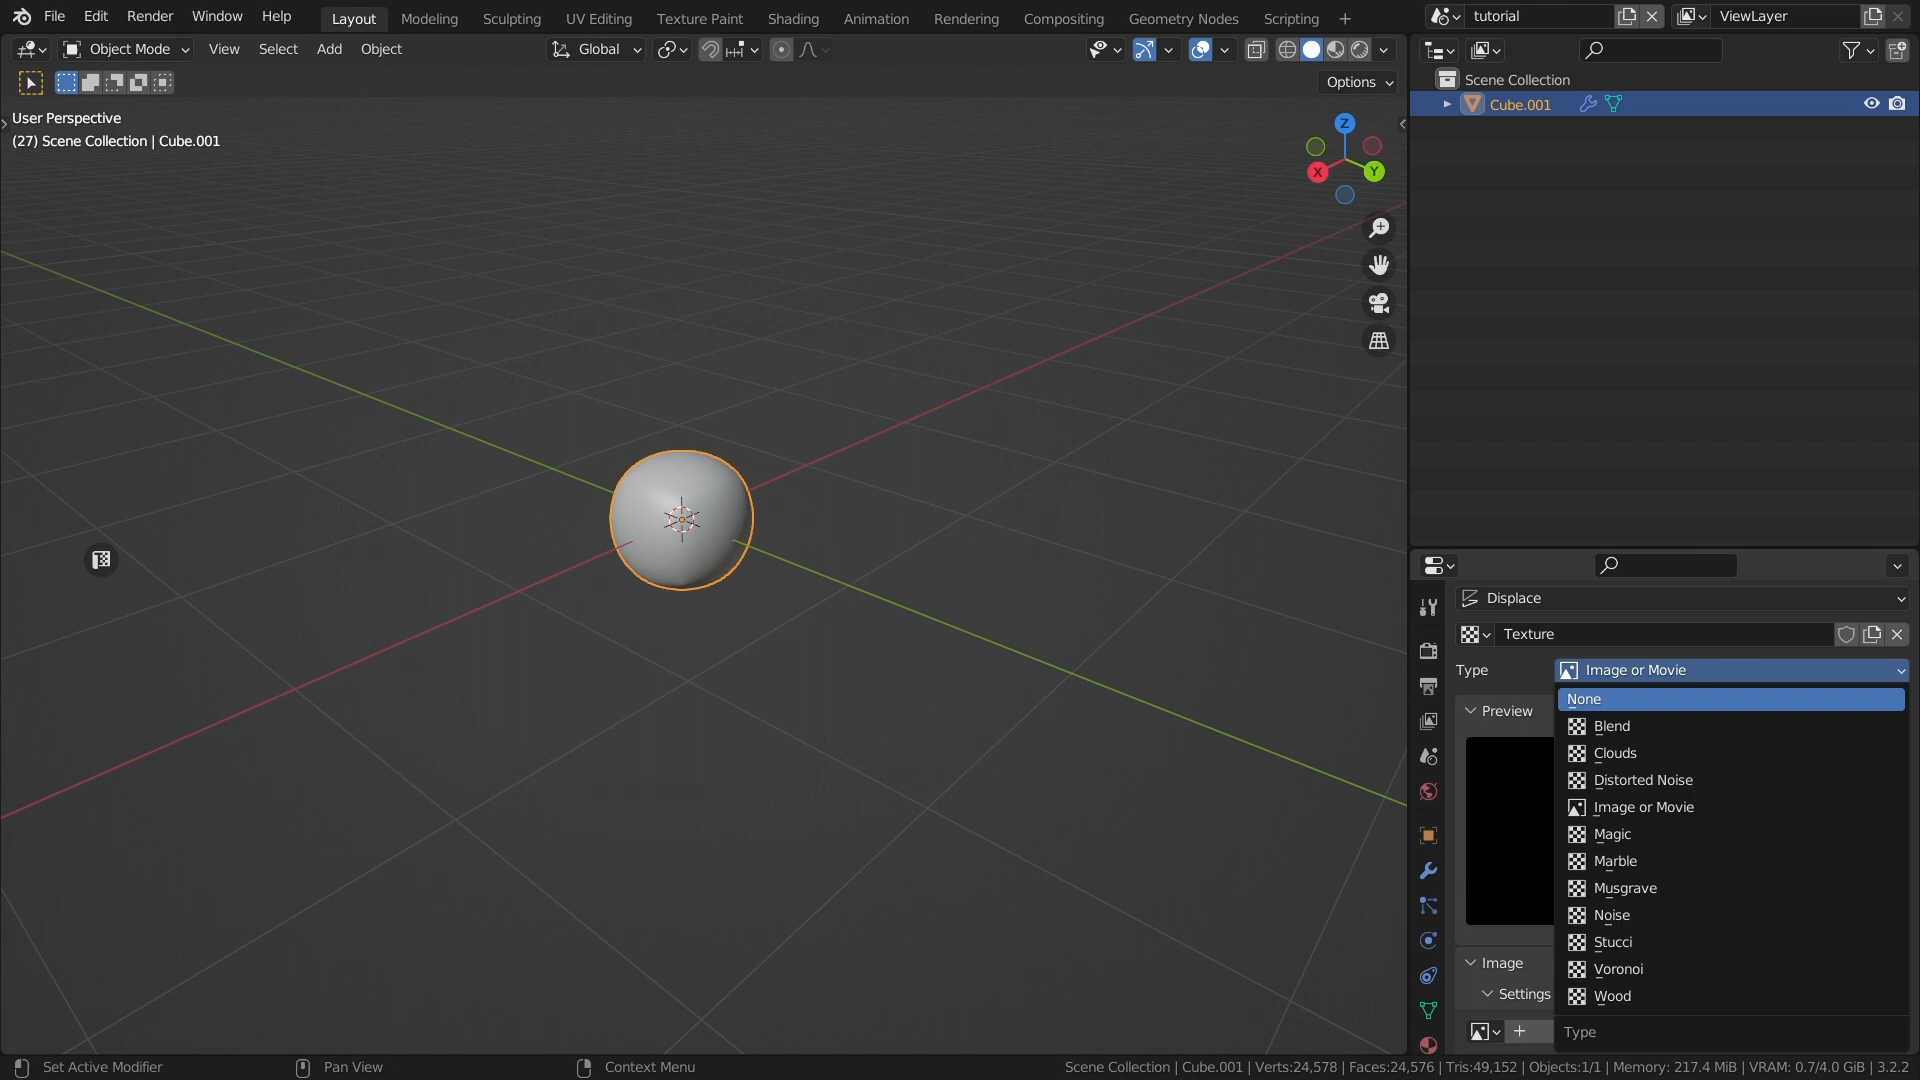 File Edit Render Window Help Layout Modeling Sculpting UV Editing Texture Paint Shading Animation Rendering Compositing Geometry Nodes Scripting + tutorial ViewLayer
Object Mode View Select Add Object Global
Options
User Perspective
(27) Scene Collection | Cube.001
Z
X
Y
Scene Collection
Cube.001
Displace
Texture
Type Image or Movie
Preview
None
Blend
Clouds
Distorted Noise
Image or Movie
Magic
Marble
Musgrave
Noise
Stucci
Voronoi
Wood
Type
Image
Settings
Set Active Modifier Pan View Context Menu Scene Collection | Cube.001 | Verts:24,578 | Faces:24,576 | Tris:49,152 | Objects:1/1 | Memory: 217.4 MiB | VRAM: 0.7/4.0 GiB | 3.2.2